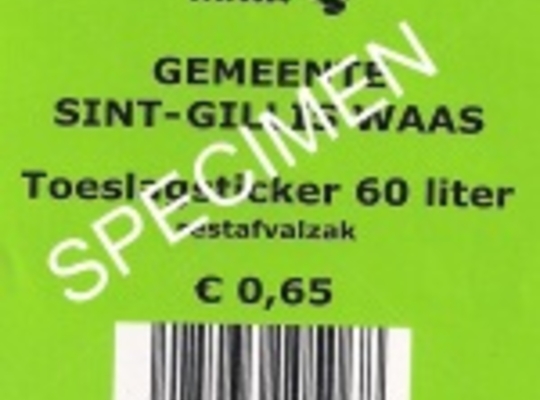 GEMEENTE
SINT-GILLIS WAAS
Toeslagsticker 60 liter
restafvalzak
€ 0,65
SPECIMEN